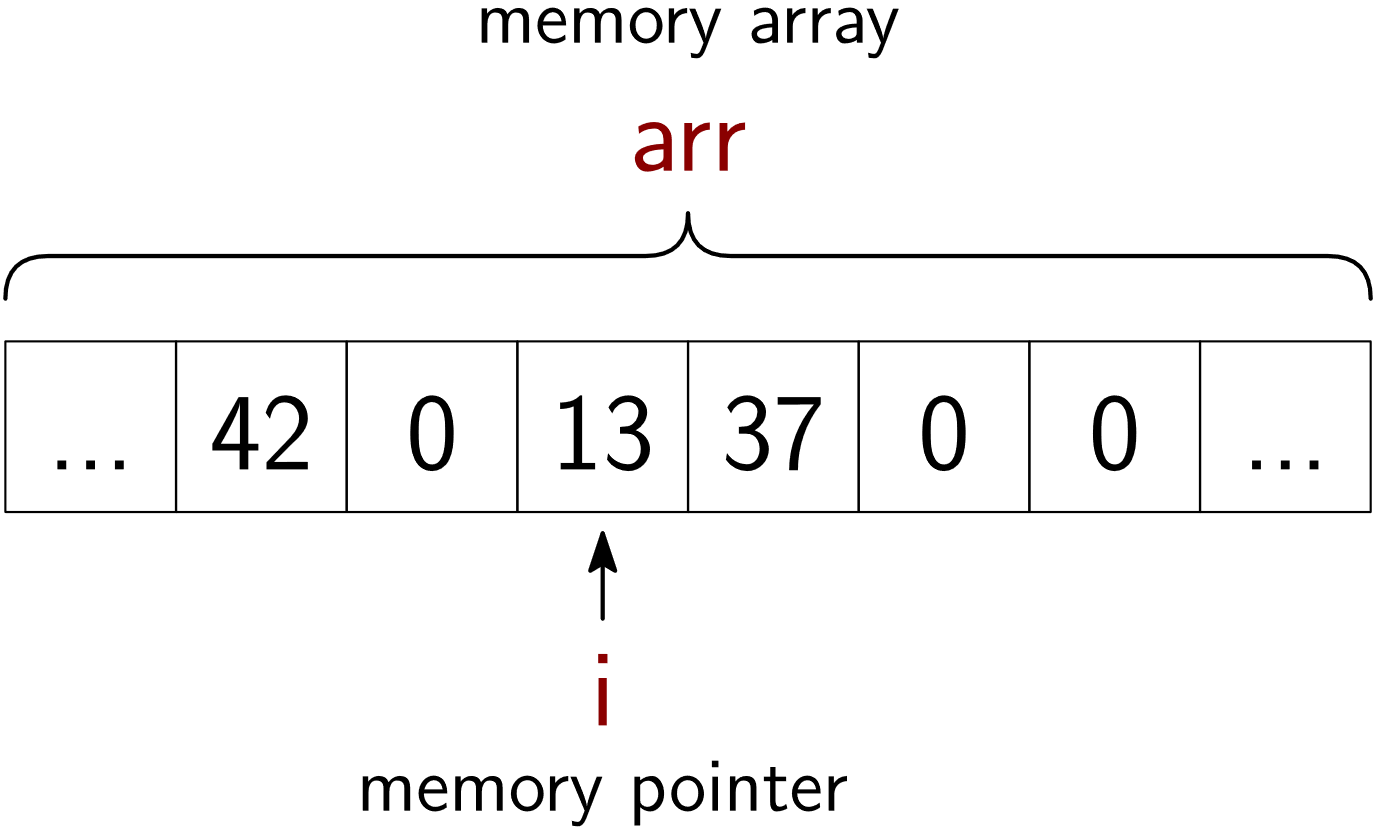 memory array
arr
... 42 0 13 37 0 0 ...
i
memory pointer